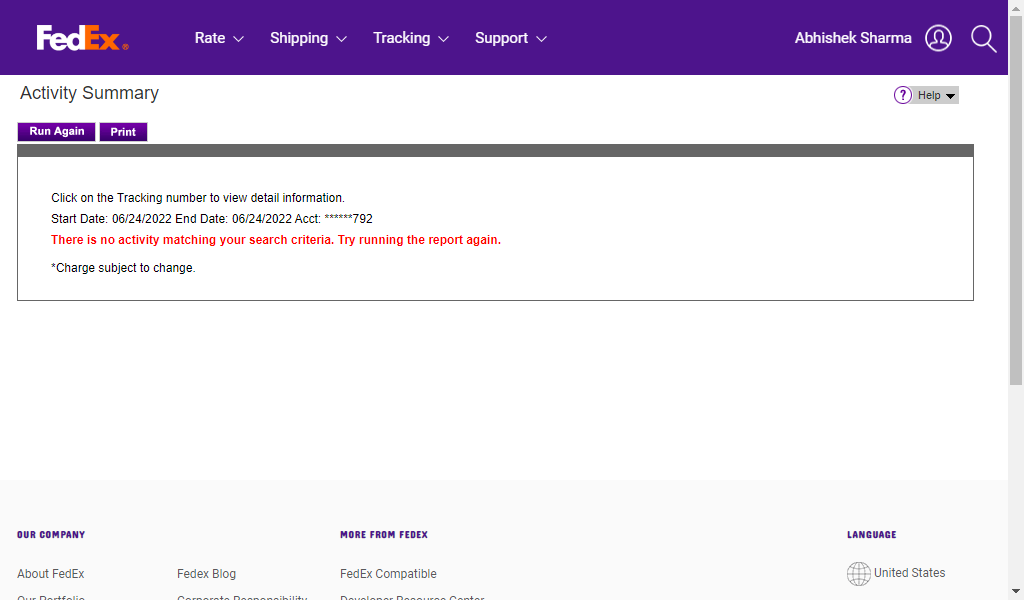 FedEx®
Rate
Shipping
Tracking
Support
Abhishek Sharma
Activity Summary
? Help
Run Again
Print
Click on the Tracking number to view detail information.
Start Date: 06/24/2022 End Date: 06/24/2022 Acct: ******792
There is no activity matching your search criteria. Try running the report again.
*Charge subject to change.
OUR COMPANY
MORE FROM FEDEX
LANGUAGE
About FedEx
Fedex Blog
FedEx Compatible
United States
Our Portfolio
Corporate Responsibility
Developer Resource Center